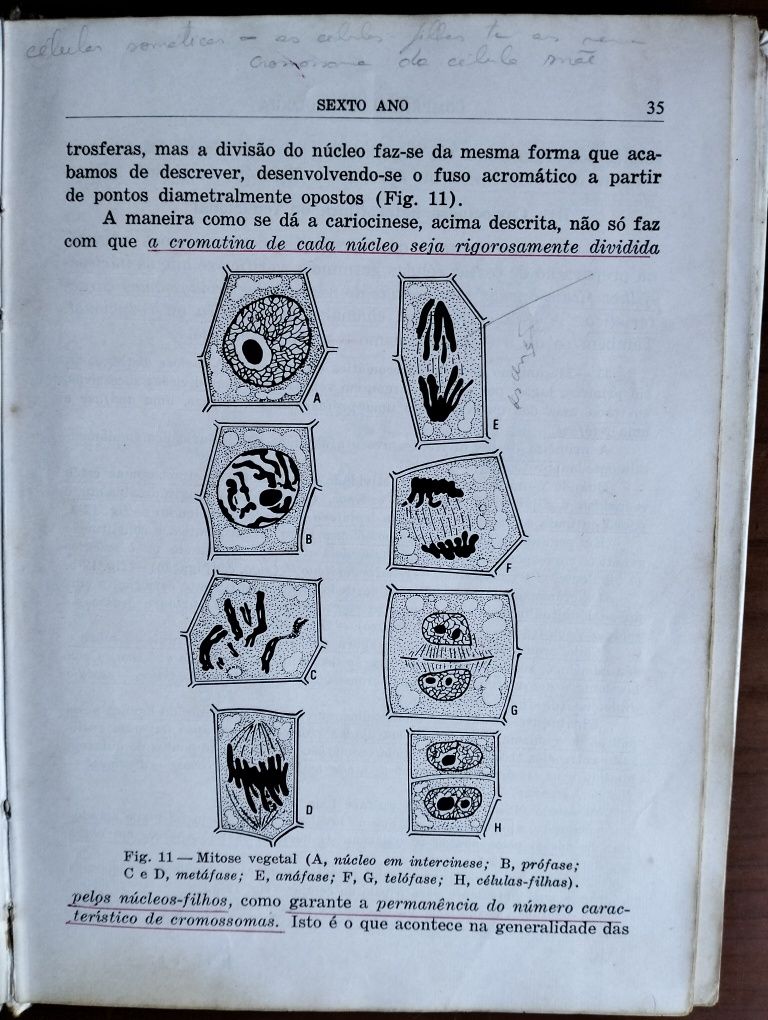 células somáticas = as células filhas
cromossoma da célula mãe
SEXTO ANO 35
trosferas, mas a divisão do núcleo faz-se da mesma forma que aca-
bamos de descrever, desenvolvendo-se o fuso acromático a partir
de pontos diametralmente opostos (Fig. 11).
A maneira como se dá a cariocinese, acima descrita, não só faz
com que a cromatina de cada núcleo seja rigorosamente dividida
A
B
C
D
E
F
G
H
Fig. 11 — Mitose vegetal (A, núcleo em intercinese; B, prófase;
C e D, metáfase; E, anáfase; F, G, telófase; H, células-filhas).
pelos núcleos-filhos, como garante a permanência do número carac-
terístico de cromossomas. Isto é o que acontece na generalidade das